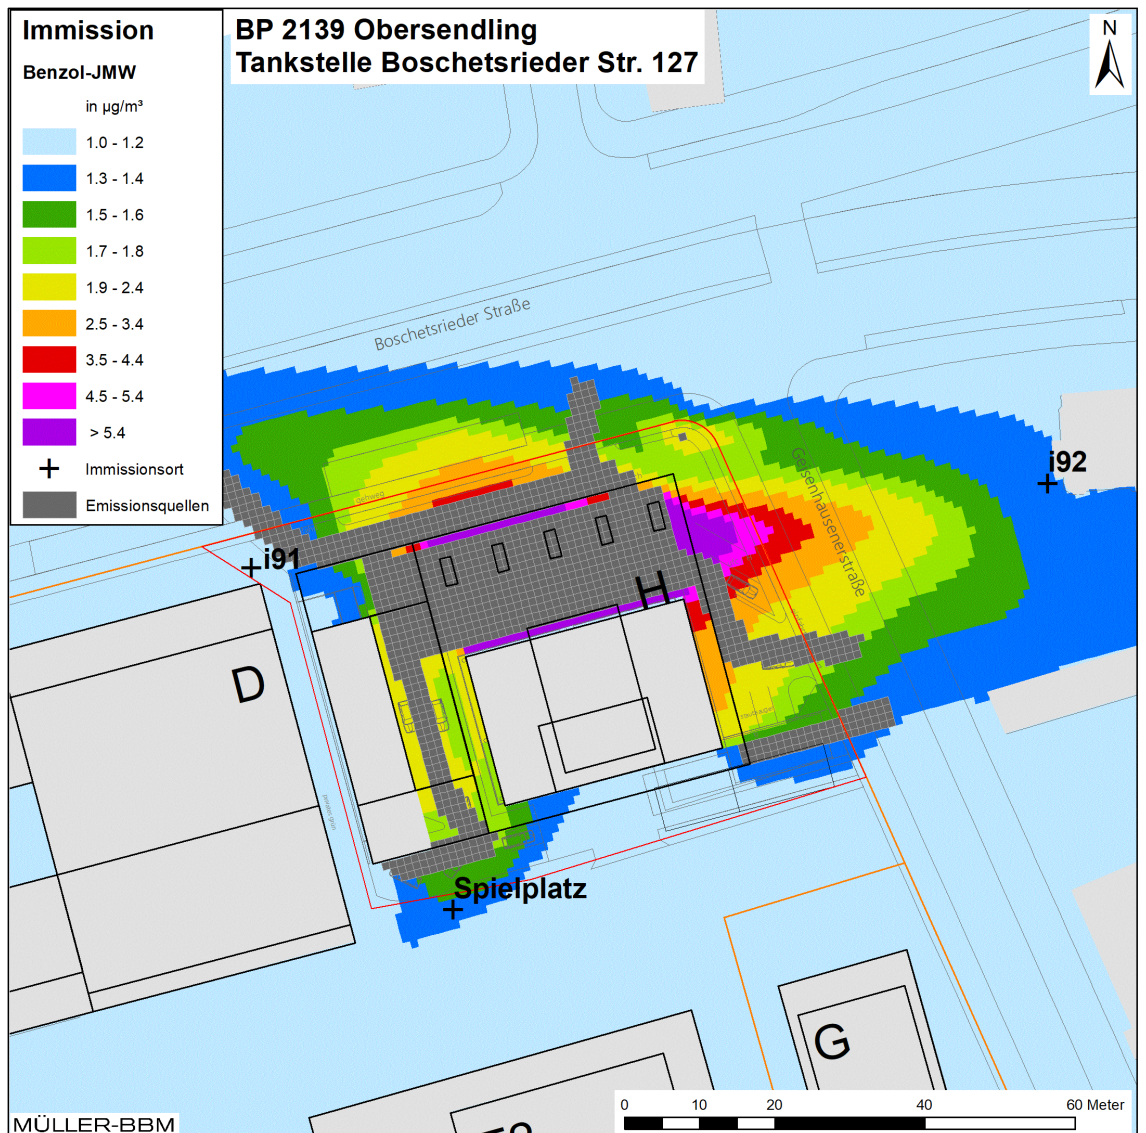 Immission
Benzol-JMW
in µg/m³
1.0 - 1.2
1.3 - 1.4
1.5 - 1.6
1.7 - 1.8
1.9 - 2.4
2.5 - 3.4
3.5 - 4.4
4.5 - 5.4
> 5.4
Immissionsort
Emissionsquellen
BP 2139 Obersendling
Tankstelle Boschetsrieder Str. 127
N
Boschetsrieder Straße
Geisenhausenerstraße
i92
i91
H
D
Spielplatz
G
0 10 20 40 60 Meter
MÜLLER-BBM